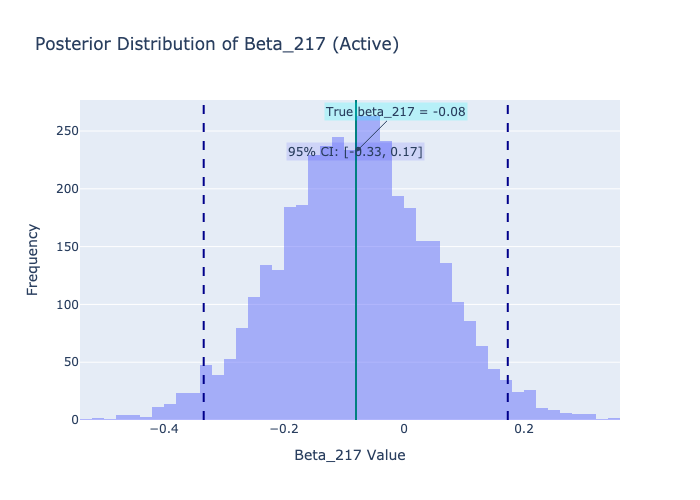 Posterior Distribution of Beta_217 (Active)
True beta_217 = -0.08
95% CI: [-0.33, 0.17]
250
200
150
100
50
0
Frequency
−0.4
−0.2
0
0.2
Beta_217 Value